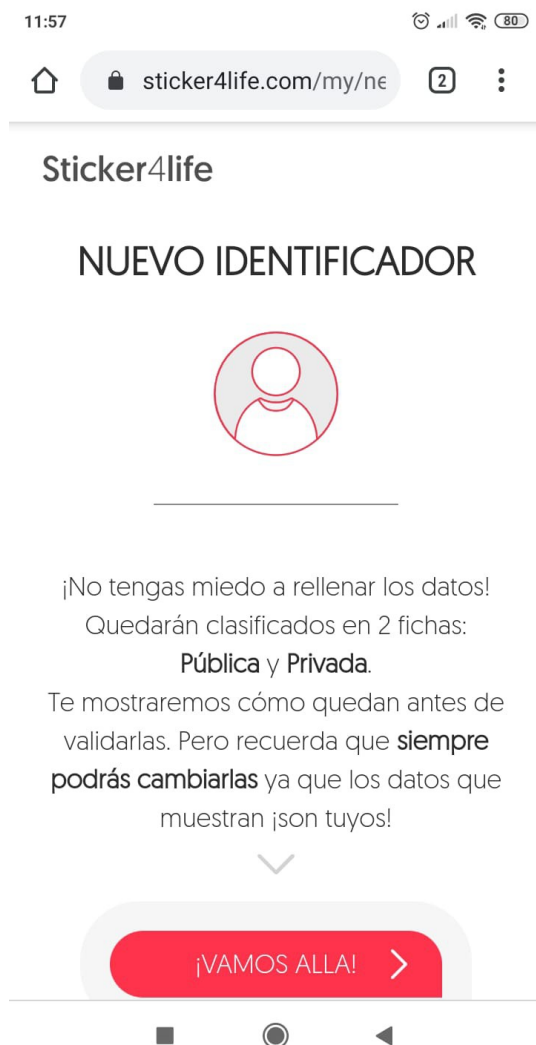 11:57
80
sticker4life.com/my/ne
2
Sticker4life
NUEVO IDENTIFICADOR
¡No tengas miedo a rellenar los datos!
Quedarán clasificados en 2 fichas:
Pública y Privada.
Te mostraremos cómo quedan antes de
validarlas. Pero recuerda que siempre
podrás cambiarlas ya que los datos que
muestran ¡son tuyos!
¡VAMOS ALLA!